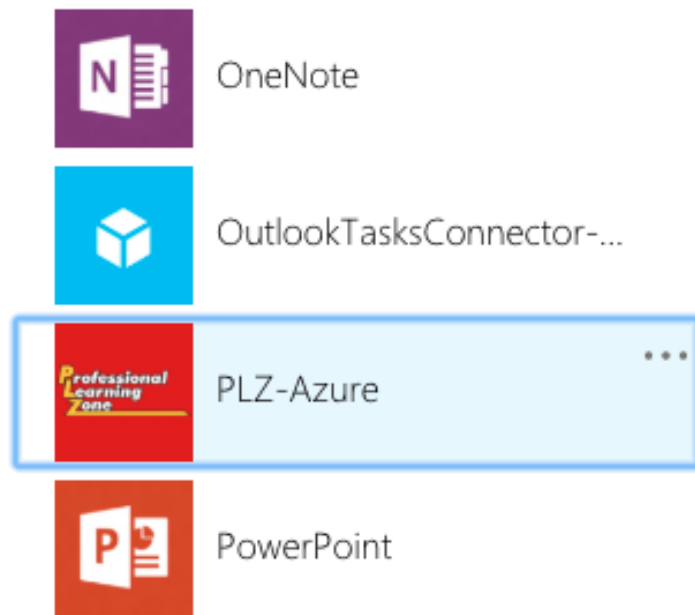 N
OneNote
OutlookTasksConnector-...
Professional
Learning
Zone
PLZ-Azure
...
P
PowerPoint